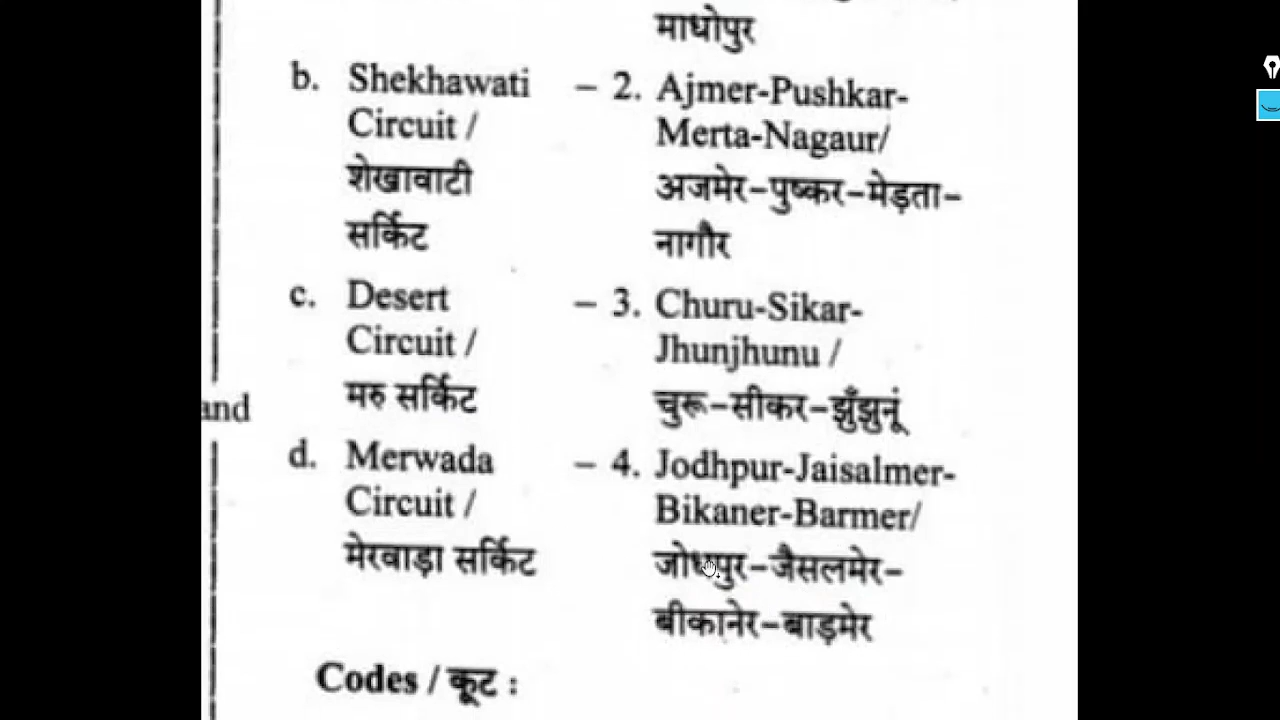 माधोपुर
b. Shekhawati – 2. Ajmer-Pushkar-
Circuit / Merta-Nagaur/
शेखावाटी अजमेर-पुष्कर-मेड़ता-
सर्किट नागौर
c. Desert – 3. Churu-Sikar-
Circuit / Jhunjhunu /
मरु सर्किट चुरू-सीकर-झुँझुनूं
and
d. Merwada – 4. Jodhpur-Jaisalmer-
Circuit / Bikaner-Barmer/
मेरवाड़ा सर्किट जोधपुर-जैसलमेर-
बीकानेर-बाड़मेर
Codes / कूट :